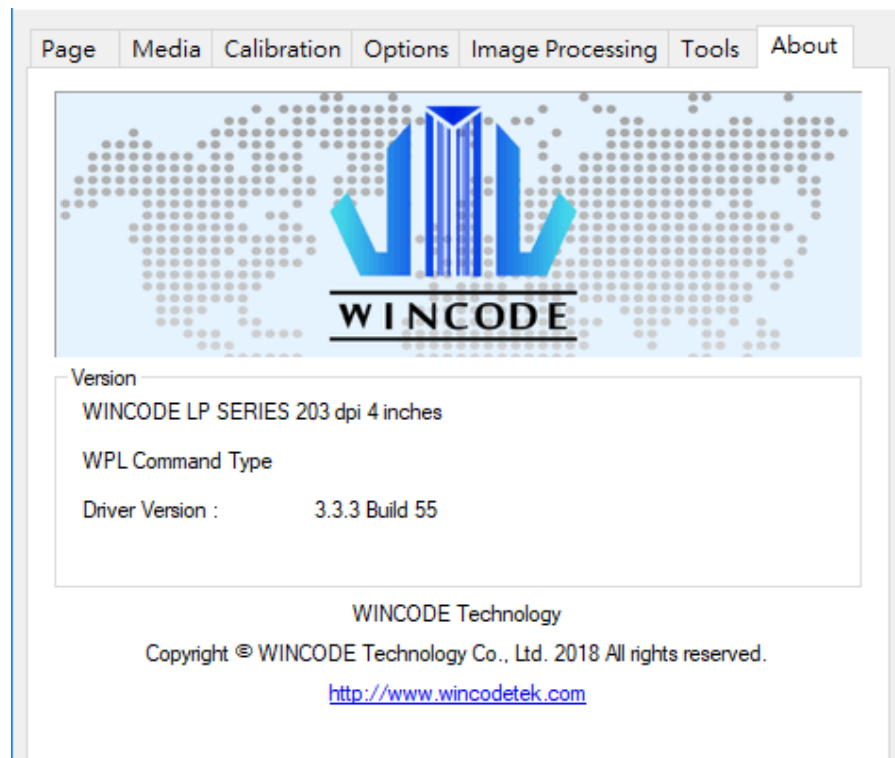 Page Media Calibration Options Image Processing Tools About
WINCODE
Version
WINCODE LP SERIES 203 dpi 4 inches
WPL Command Type
Driver Version : 3.3.3 Build 55
WINCODE Technology
Copyright © WINCODE Technology Co., Ltd. 2018 All rights reserved.
http://www.wincodetek.com